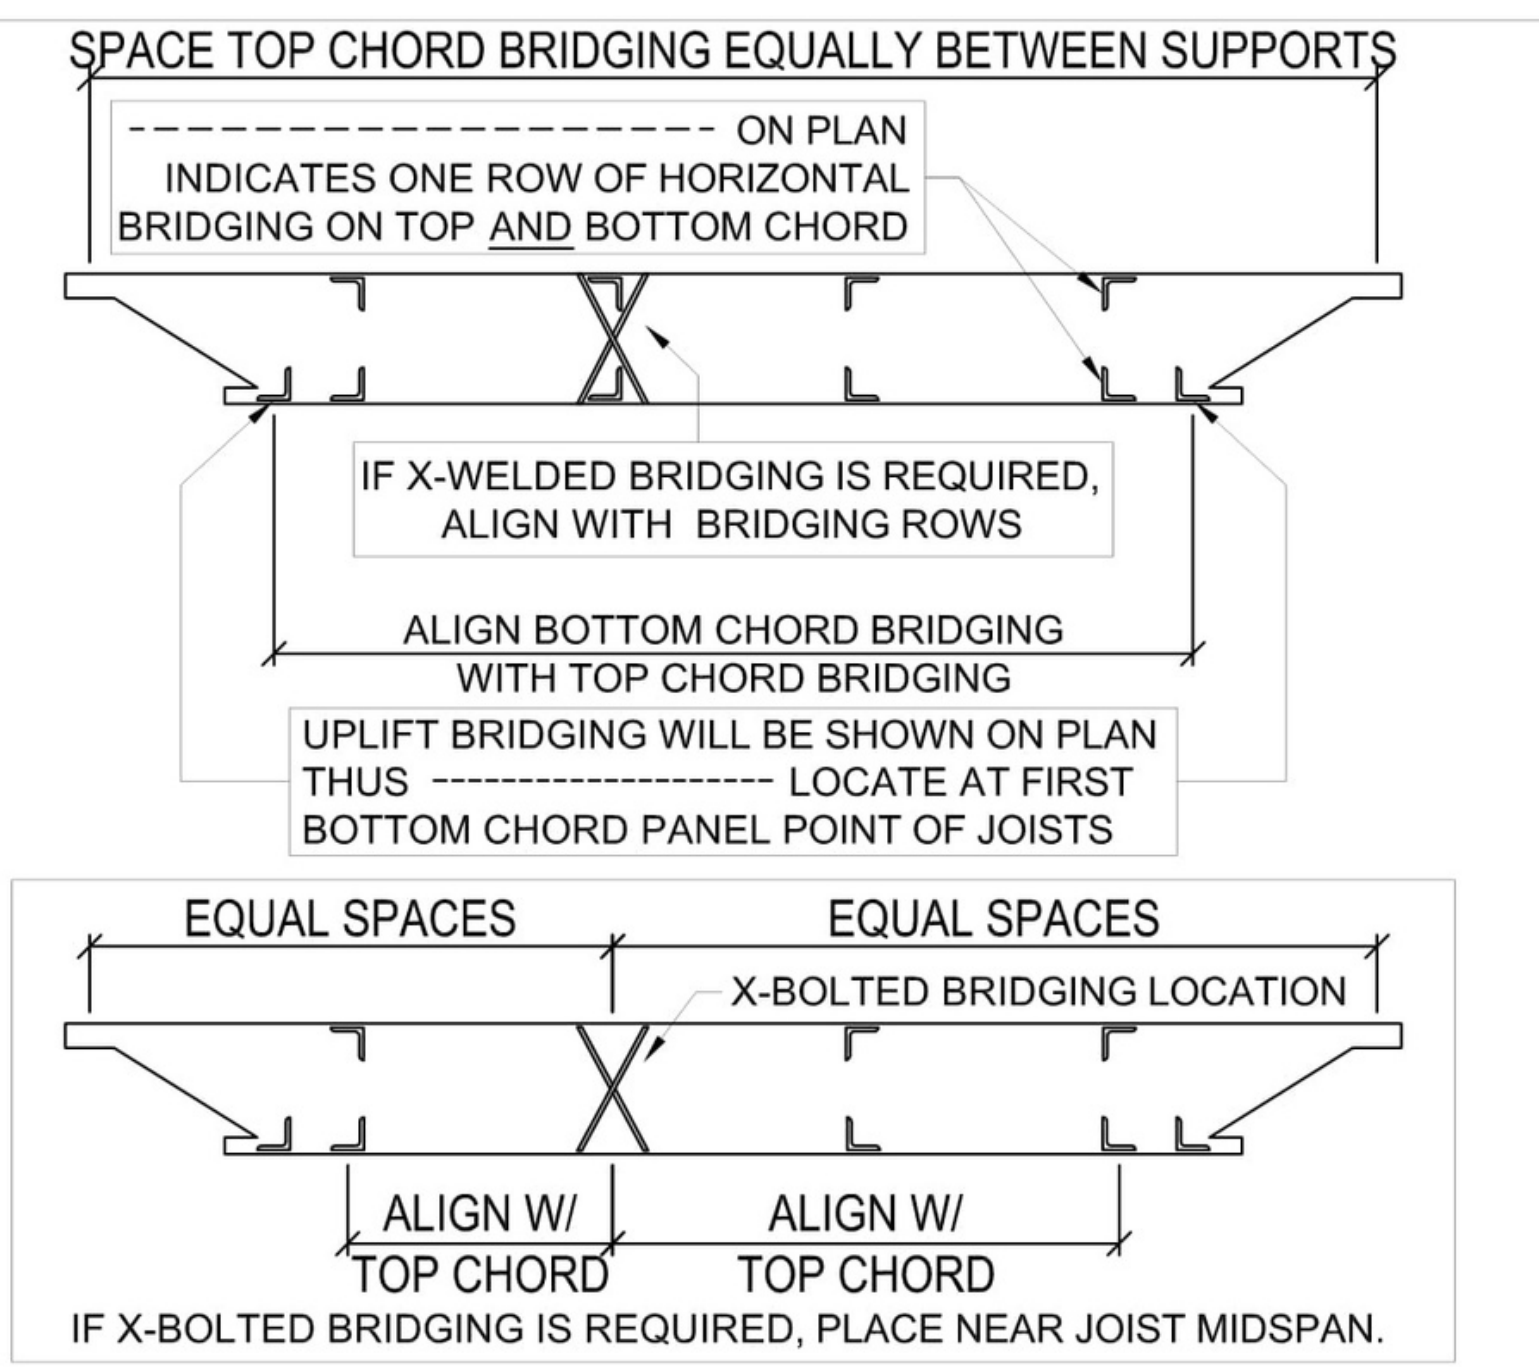 SPACE TOP CHORD BRIDGING EQUALLY BETWEEN SUPPORTS
ON PLAN
INDICATES ONE ROW OF HORIZONTAL
BRIDGING ON TOP AND BOTTOM CHORD
IF X-WELDED BRIDGING IS REQUIRED,
ALIGN WITH BRIDGING ROWS
ALIGN BOTTOM CHORD BRIDGING
WITH TOP CHORD BRIDGING
UPLIFT BRIDGING WILL BE SHOWN ON PLAN
THUS ------------------- LOCATE AT FIRST
BOTTOM CHORD PANEL POINT OF JOISTS
EQUAL SPACES EQUAL SPACES
X-BOLTED BRIDGING LOCATION
ALIGN W/ ALIGN W/
TOP CHORD TOP CHORD
IF X-BOLTED BRIDGING IS REQUIRED, PLACE NEAR JOIST MIDSPAN.